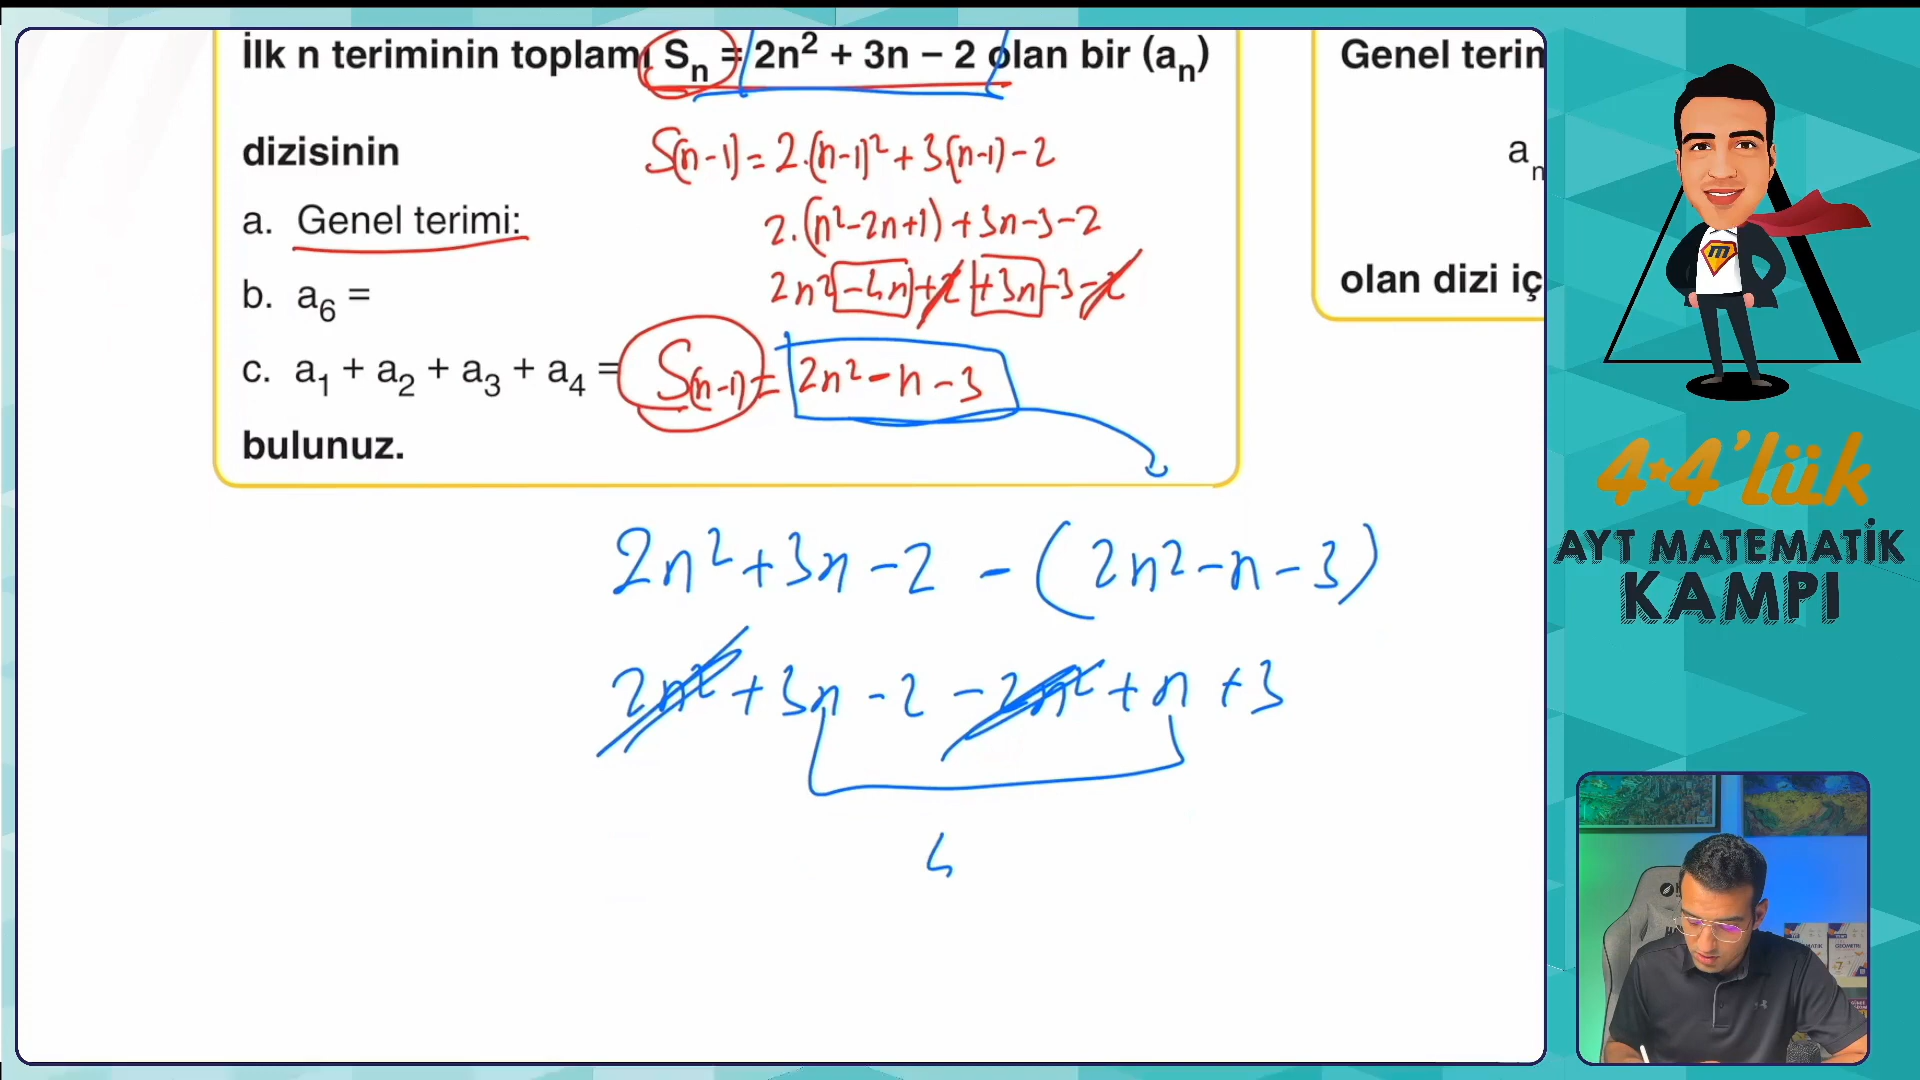 İlk n teriminin toplamı Sₙ = 2n² + 3n – 2 olan bir (aₙ)
dizisinin
S(n-1) = 2.(n-1)² + 3(n-1) - 2
a. Genel terimi:
2.(n²-2n+1) + 3n-3-2
b. a₆ =
2n² -4n +2 +3n -3 -2
c. a₁ + a₂ + a₃ + a₄ =
S(n-1) = 2n² - n - 3
bulunuz.
2n² + 3n - 2 - (2n² - n - 3)
2n² + 3n - 2 - 2n² + n + 3
4
Genel terim
aₙ
olan dizi iç
m
4★4'lük
AYT MATEMATİK
KAMPI